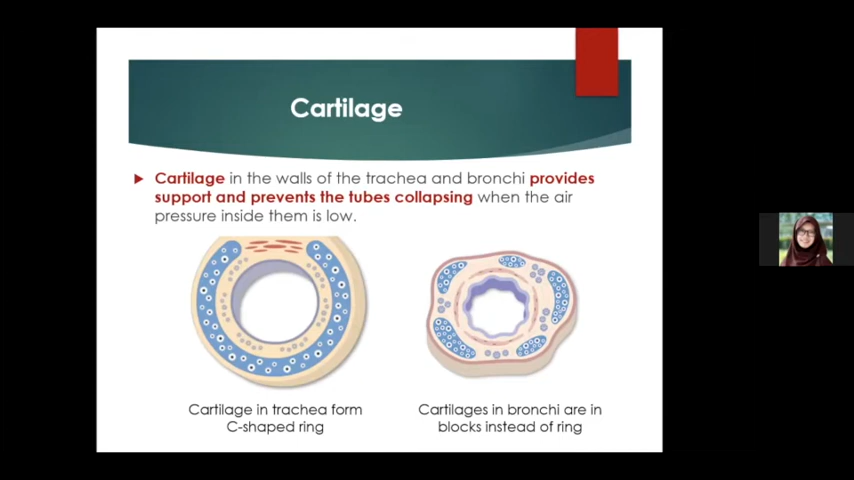 Cartilage
Cartilage in the walls of the trachea and bronchi provides
support and prevents the tubes collapsing when the air
pressure inside them is low.
Cartilage in trachea form
C-shaped ring
Cartilages in bronchi are in
blocks instead of ring